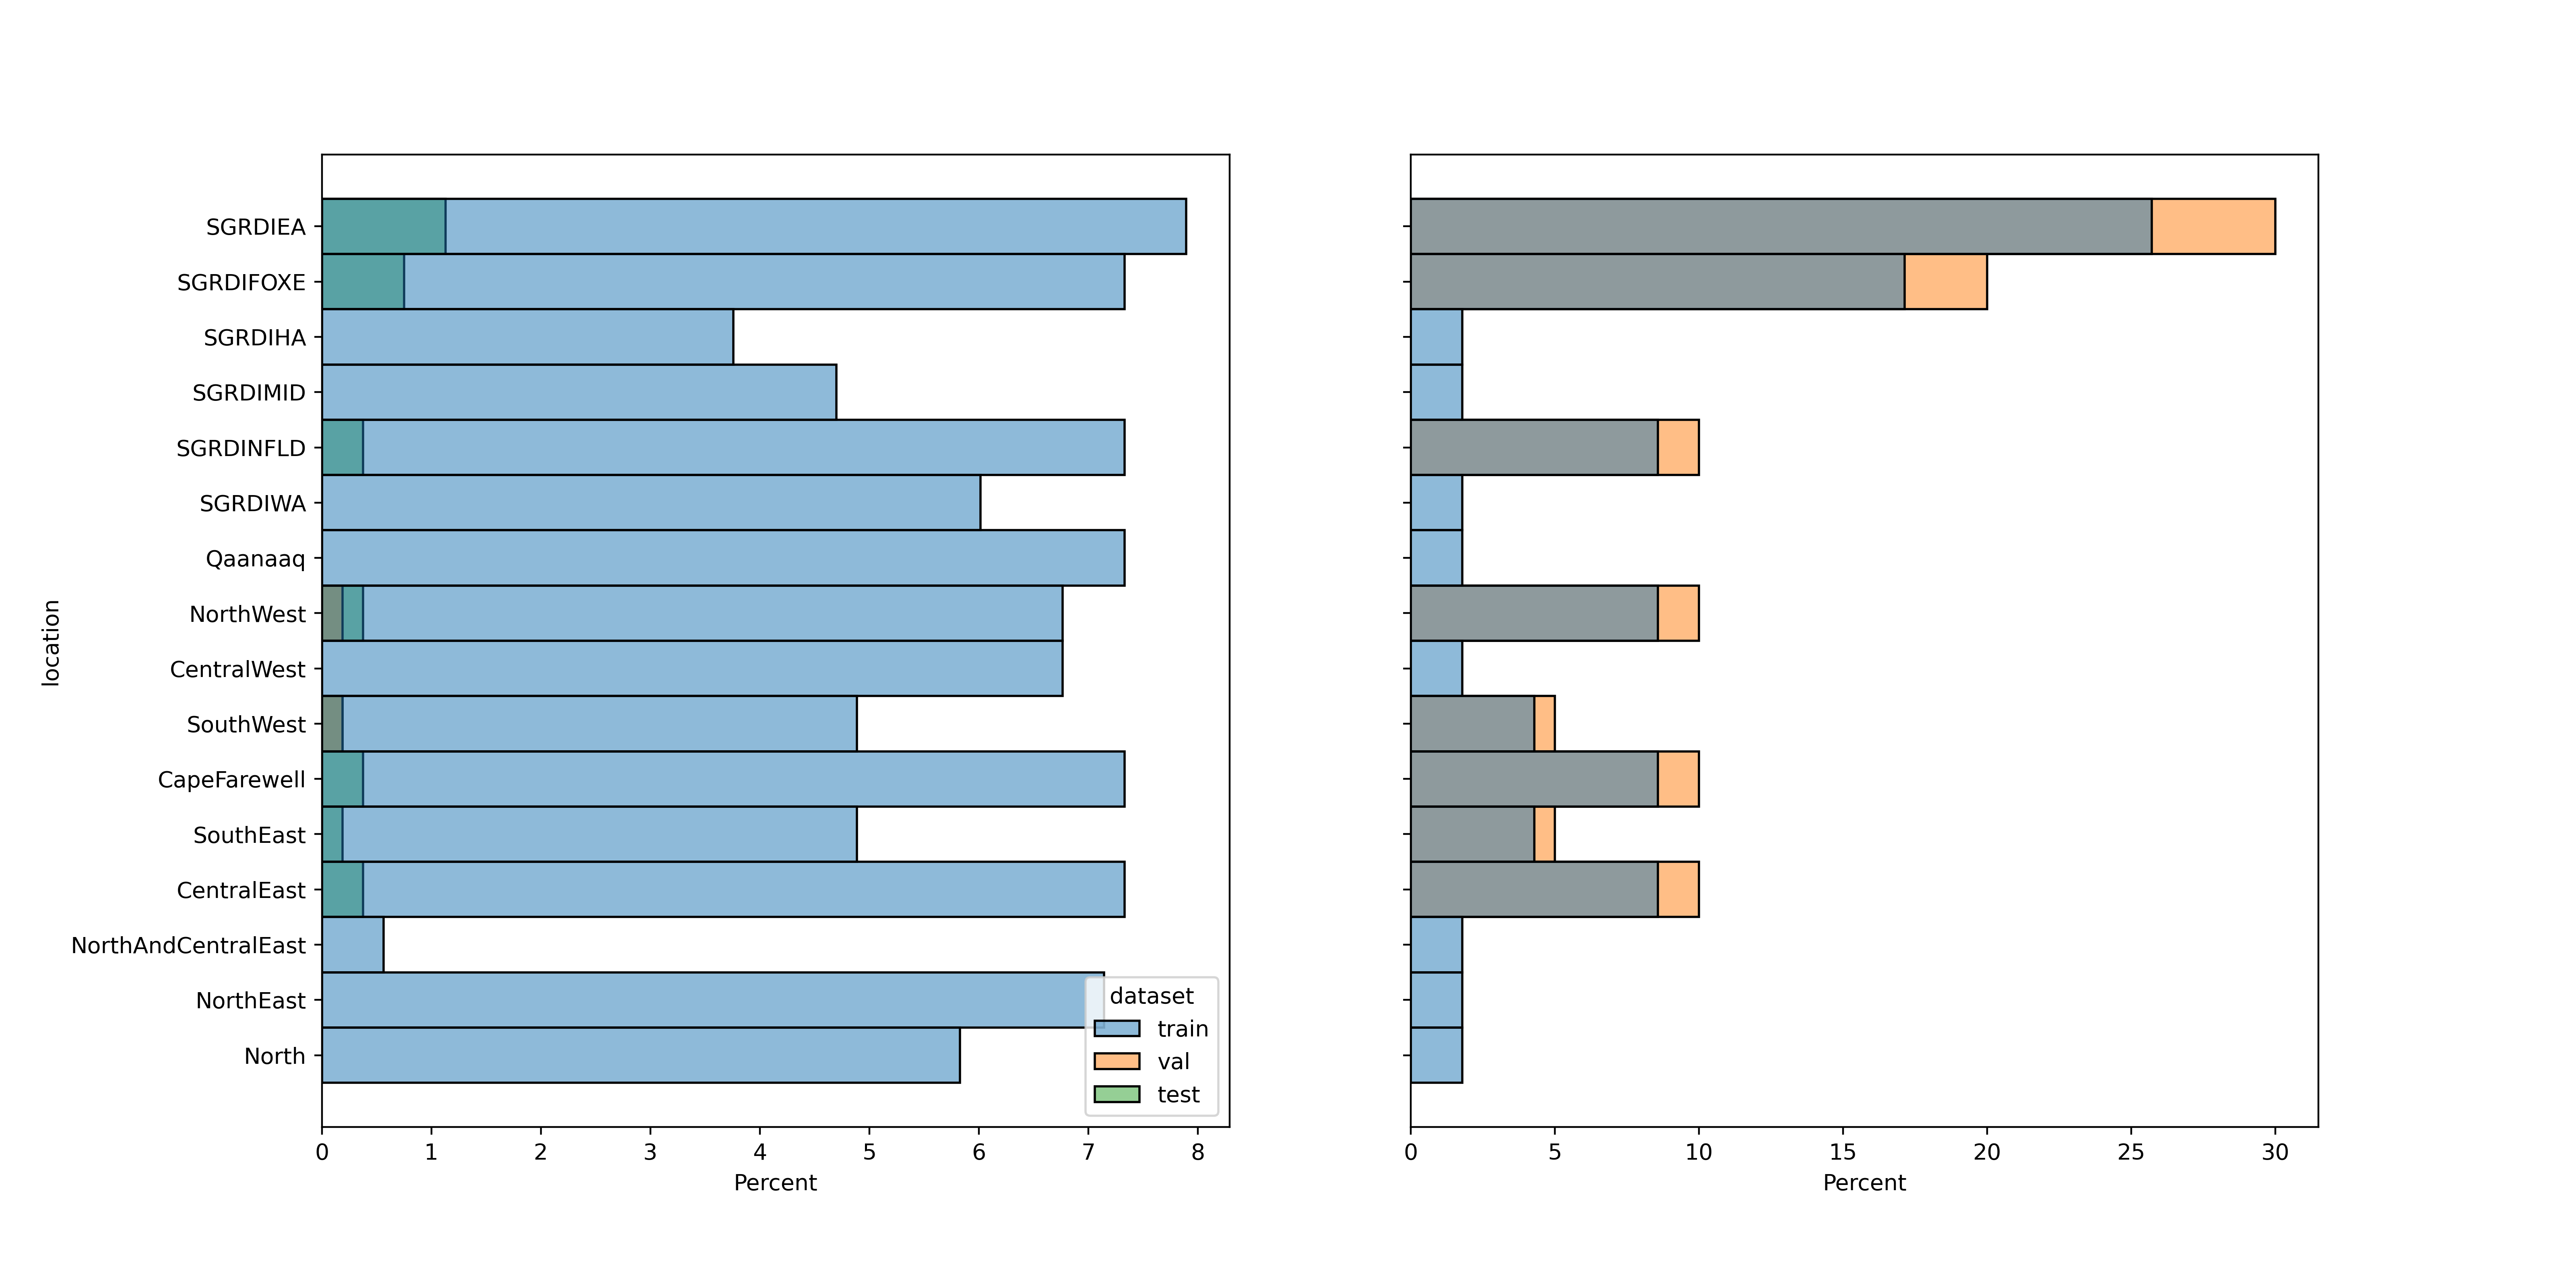 location
SGRDIEA
SGRDIFOXE
SGRDIHA
SGRDIMID
SGRDINFLD
SGRDIWA
Qaanaaq
NorthWest
CentralWest
SouthWest
CapeFarewell
SouthEast
CentralEast
NorthAndCentralEast
NorthEast
North
dataset
train
val
test
0 1 2 3 4 5 6 7 8
Percent
0 5 10 15 20 25 30
Percent